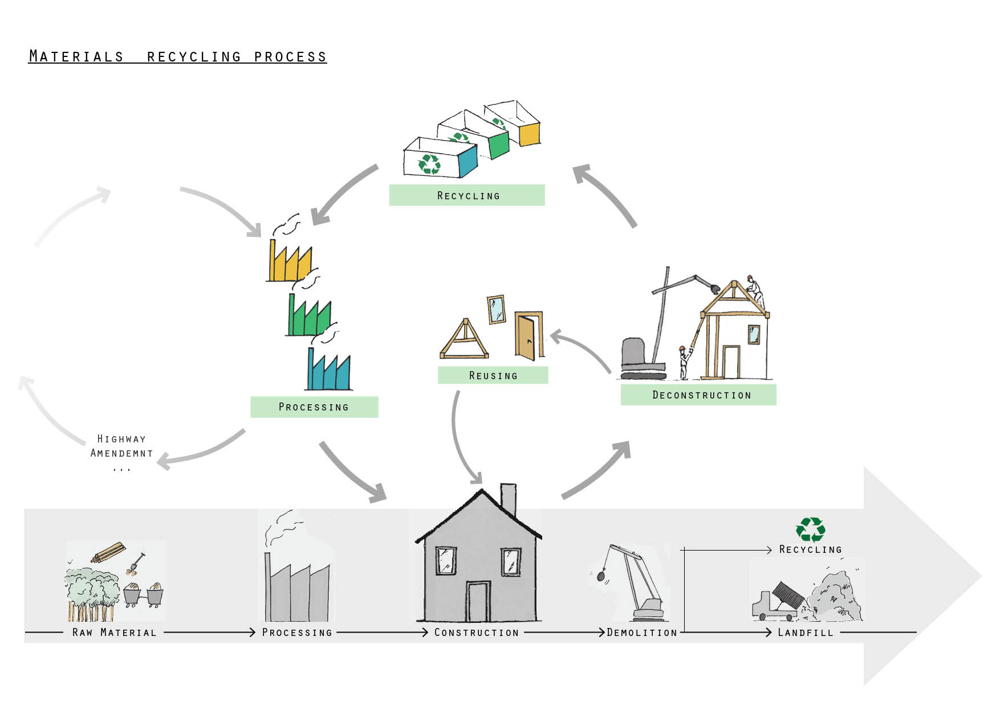 Materials recycling process
Recycling
Reusing
Deconstruction
Processing
Highway
Amendemnt
...
Recycling
Raw Material
Processing
Construction
Demolition
Landfill